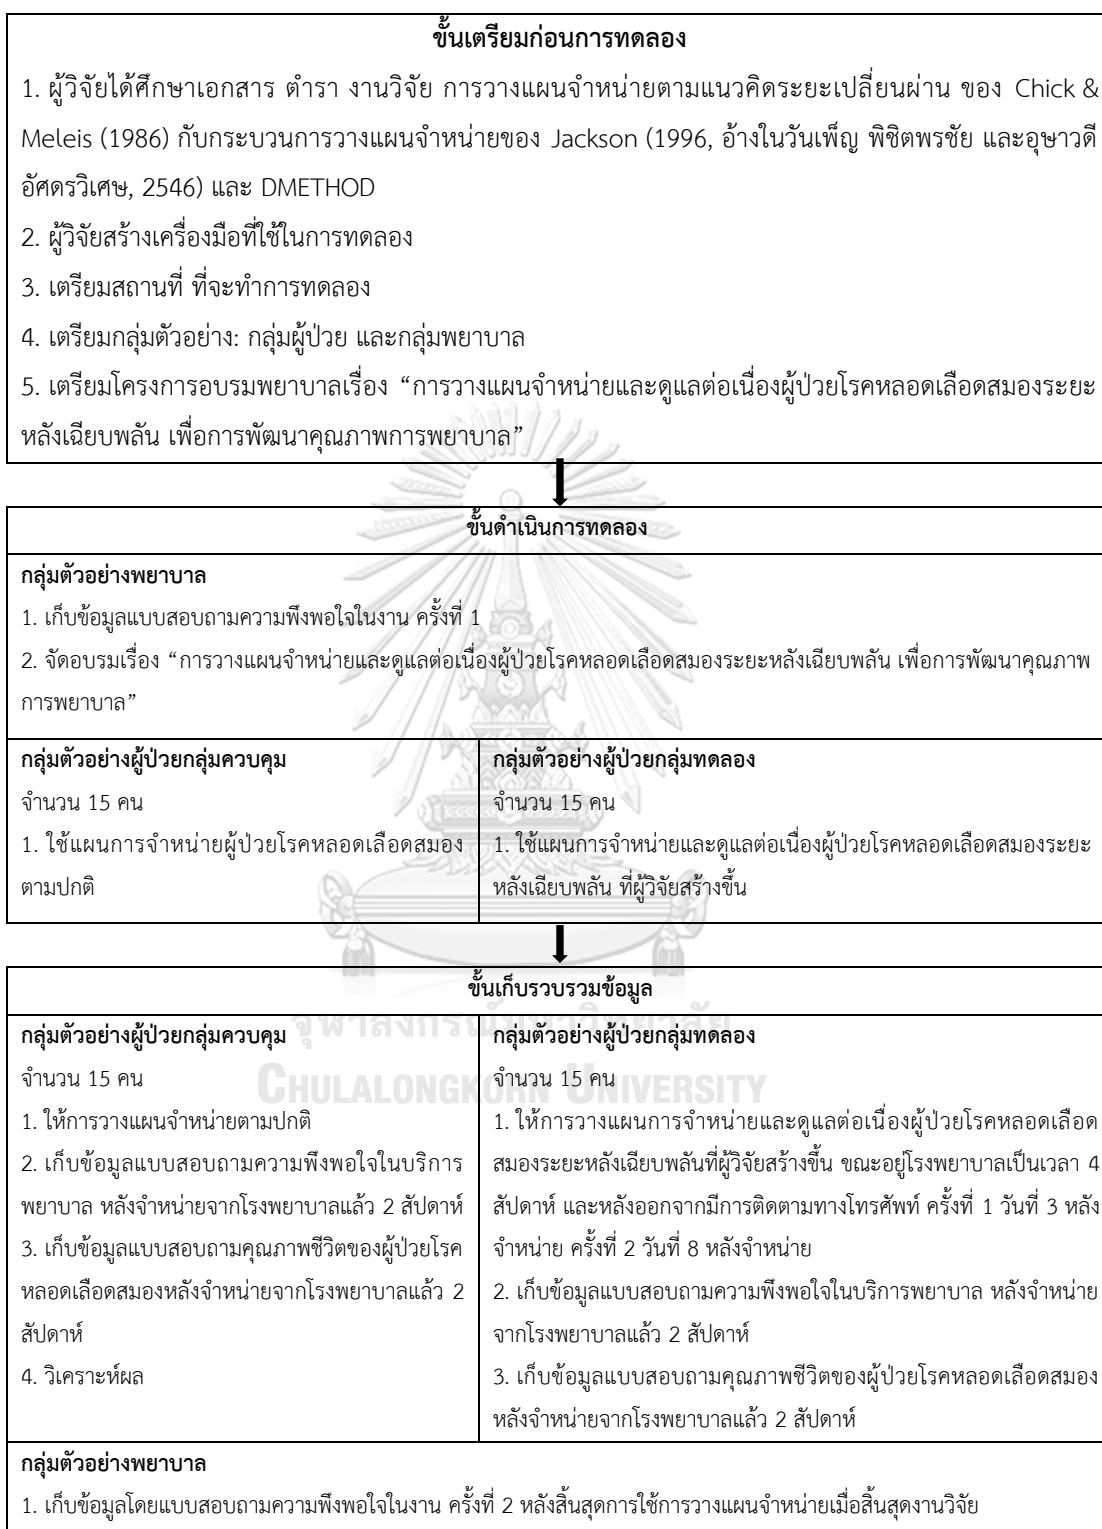 ขั้นเตรียมก่อนการทดลอง
1. ผู้วิจัยได้ศึกษาเอกสาร ตำรา งานวิจัย การวางแผนจำหน่ายตามแนวคิดระยะเปลี่ยนผ่าน ของ Chick &
Meleis (1986) กับกระบวนการวางแผนจำหน่ายของ Jackson (1996, อ้างในวันเพ็ญ พิชิตพรชัย และอุษาวดี
อัศดรวิเศษ, 2546) และ DMETHOD
2. ผู้วิจัยสร้างเครื่องมือที่ใช้ในการทดลอง
3. เตรียมสถานที่ ที่จะทำการทดลอง
4. เตรียมกลุ่มตัวอย่าง: กลุ่มผู้ป่วย และกลุ่มพยาบาล
5. เตรียมโครงการอบรมพยาบาลเรื่อง “การวางแผนจำหน่ายและดูแลต่อเนื่องผู้ป่วยโรคหลอดเลือดสมองระยะ
หลังเฉียบพลัน เพื่อการพัฒนาคุณภาพการพยาบาล”
ขั้นดำเนินการทดลอง
กลุ่มตัวอย่างพยาบาล
1. เก็บข้อมูลแบบสอบถามความพึงพอใจในงาน ครั้งที่ 1
2. จัดอบรมเรื่อง “การวางแผนจำหน่ายและดูแลต่อเนื่องผู้ป่วยโรคหลอดเลือดสมองระยะหลังเฉียบพลัน เพื่อการพัฒนาคุณภาพ
การพยาบาล”
กลุ่มตัวอย่างผู้ป่วยกลุ่มควบคุม
จำนวน 15 คน
1. ใช้แผนการจำหน่ายผู้ป่วยโรคหลอดเลือดสมอง
ตามปกติ
กลุ่มตัวอย่างผู้ป่วยกลุ่มทดลอง
จำนวน 15 คน
1. ใช้แผนการจำหน่ายและดูแลต่อเนื่องผู้ป่วยโรคหลอดเลือดสมองระยะ
หลังเฉียบพลัน ที่ผู้วิจัยสร้างขึ้น
ขั้นเก็บรวบรวมข้อมูล
กลุ่มตัวอย่างผู้ป่วยกลุ่มควบคุม
จำนวน 15 คน
1. ให้การวางแผนจำหน่ายตามปกติ
2. เก็บข้อมูลแบบสอบถามความพึงพอใจในบริการ
พยาบาล หลังจำหน่ายจากโรงพยาบาลแล้ว 2 สัปดาห์
3. เก็บข้อมูลแบบสอบถามคุณภาพชีวิตของผู้ป่วยโรค
หลอดเลือดสมองหลังจำหน่ายจากโรงพยาบาลแล้ว 2
สัปดาห์
4. วิเคราะห์ผล
กลุ่มตัวอย่างผู้ป่วยกลุ่มทดลอง
จำนวน 15 คน
1. ให้การวางแผนการจำหน่ายและดูแลต่อเนื่องผู้ป่วยโรคหลอดเลือด
สมองระยะหลังเฉียบพลันที่ผู้วิจัยสร้างขึ้น ขณะอยู่โรงพยาบาลเป็นเวลา 4
สัปดาห์ และหลังออกจากมีการติดตามทางโทรศัพท์ ครั้งที่ 1 วันที่ 3 หลัง
จำหน่าย ครั้งที่ 2 วันที่ 8 หลังจำหน่าย
2. เก็บข้อมูลแบบสอบถามความพึงพอใจในบริการพยาบาล หลังจำหน่าย
จากโรงพยาบาลแล้ว 2 สัปดาห์
3. เก็บข้อมูลแบบสอบถามคุณภาพชีวิตของผู้ป่วยโรคหลอดเลือดสมอง
หลังจำหน่ายจากโรงพยาบาลแล้ว 2 สัปดาห์
กลุ่มตัวอย่างพยาบาล
1. เก็บข้อมูลโดยแบบสอบถามความพึงพอใจในงาน ครั้งที่ 2 หลังสิ้นสุดการใช้การวางแผนจำหน่ายเมื่อสิ้นสุดงานวิจัย
จุฬาลงกรณ์มหาวิทยาลัย
CHULALONGKORN UNIVERSITY